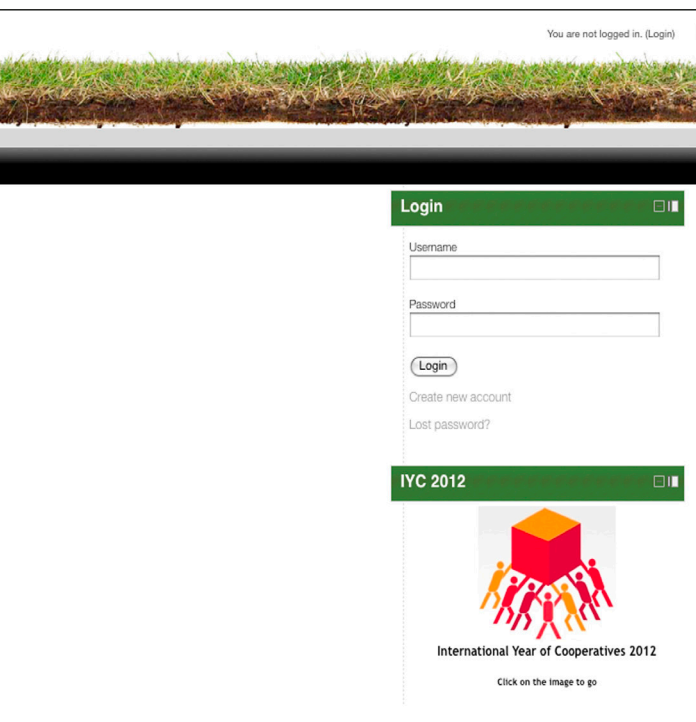 You are not logged in. (Login)
Login
Username
Password
Login
Create new account
Lost password?
IYC 2012
International Year of Cooperatives 2012
Click on the image to go